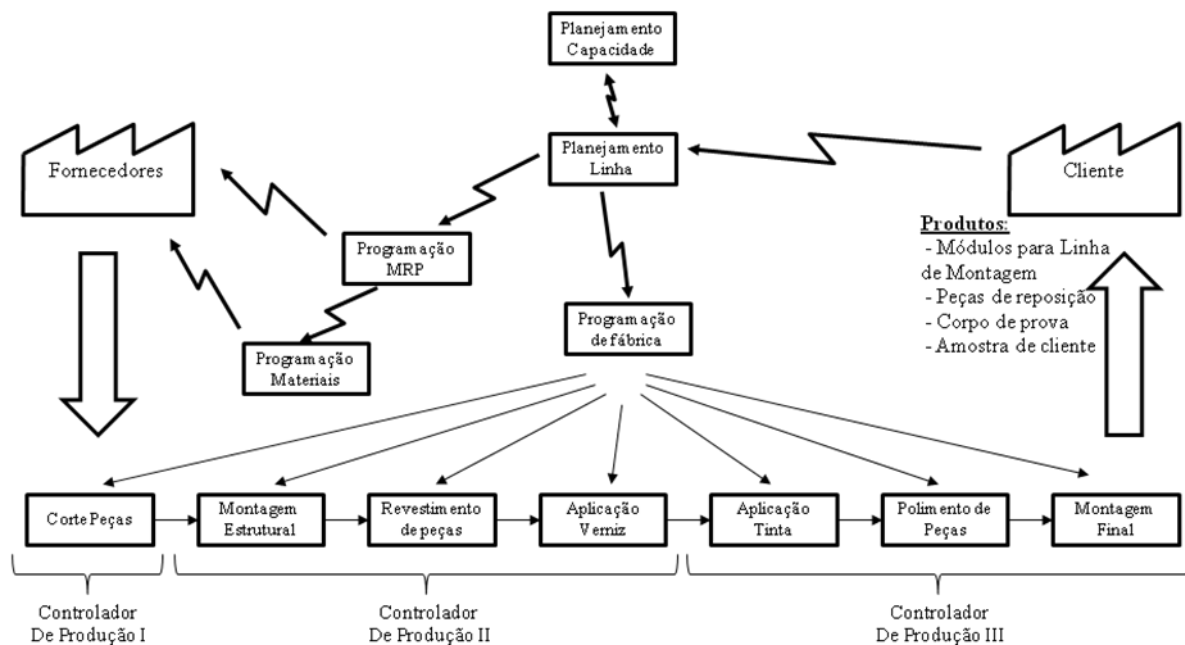 Planejamento
Capacidade
Fornecedores
Planejamento
Linha
Cliente
Produtos:
- Módulos para Linha
de Montagem
- Peças de reposição
- Corpo de prova
- Amostra de cliente
Programação
MRP
Programação
de fábrica
Programação
Materiais
Corte Peças
Montagem
Estrutural
Revestimento
de peças
Aplicação
Verniz
Aplicação
Tinta
Polimento de
Peças
Montagem
Final
Controlador
De Produção I
Controlador
De Produção II
Controlador
De Produção III